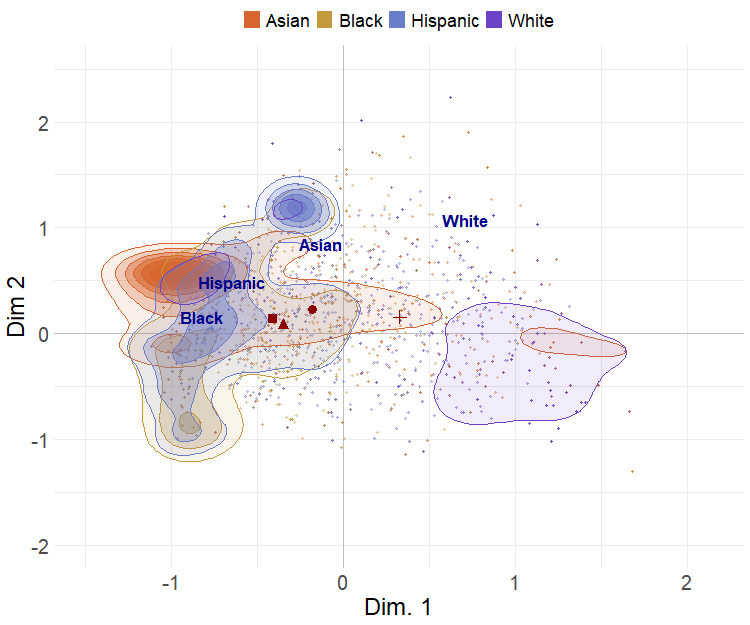 Asian Black Hispanic White
2
White
1
Asian
Hispanic
Black
0
-1
-2
-1 0 1 2
Dim. 1
Dim 2